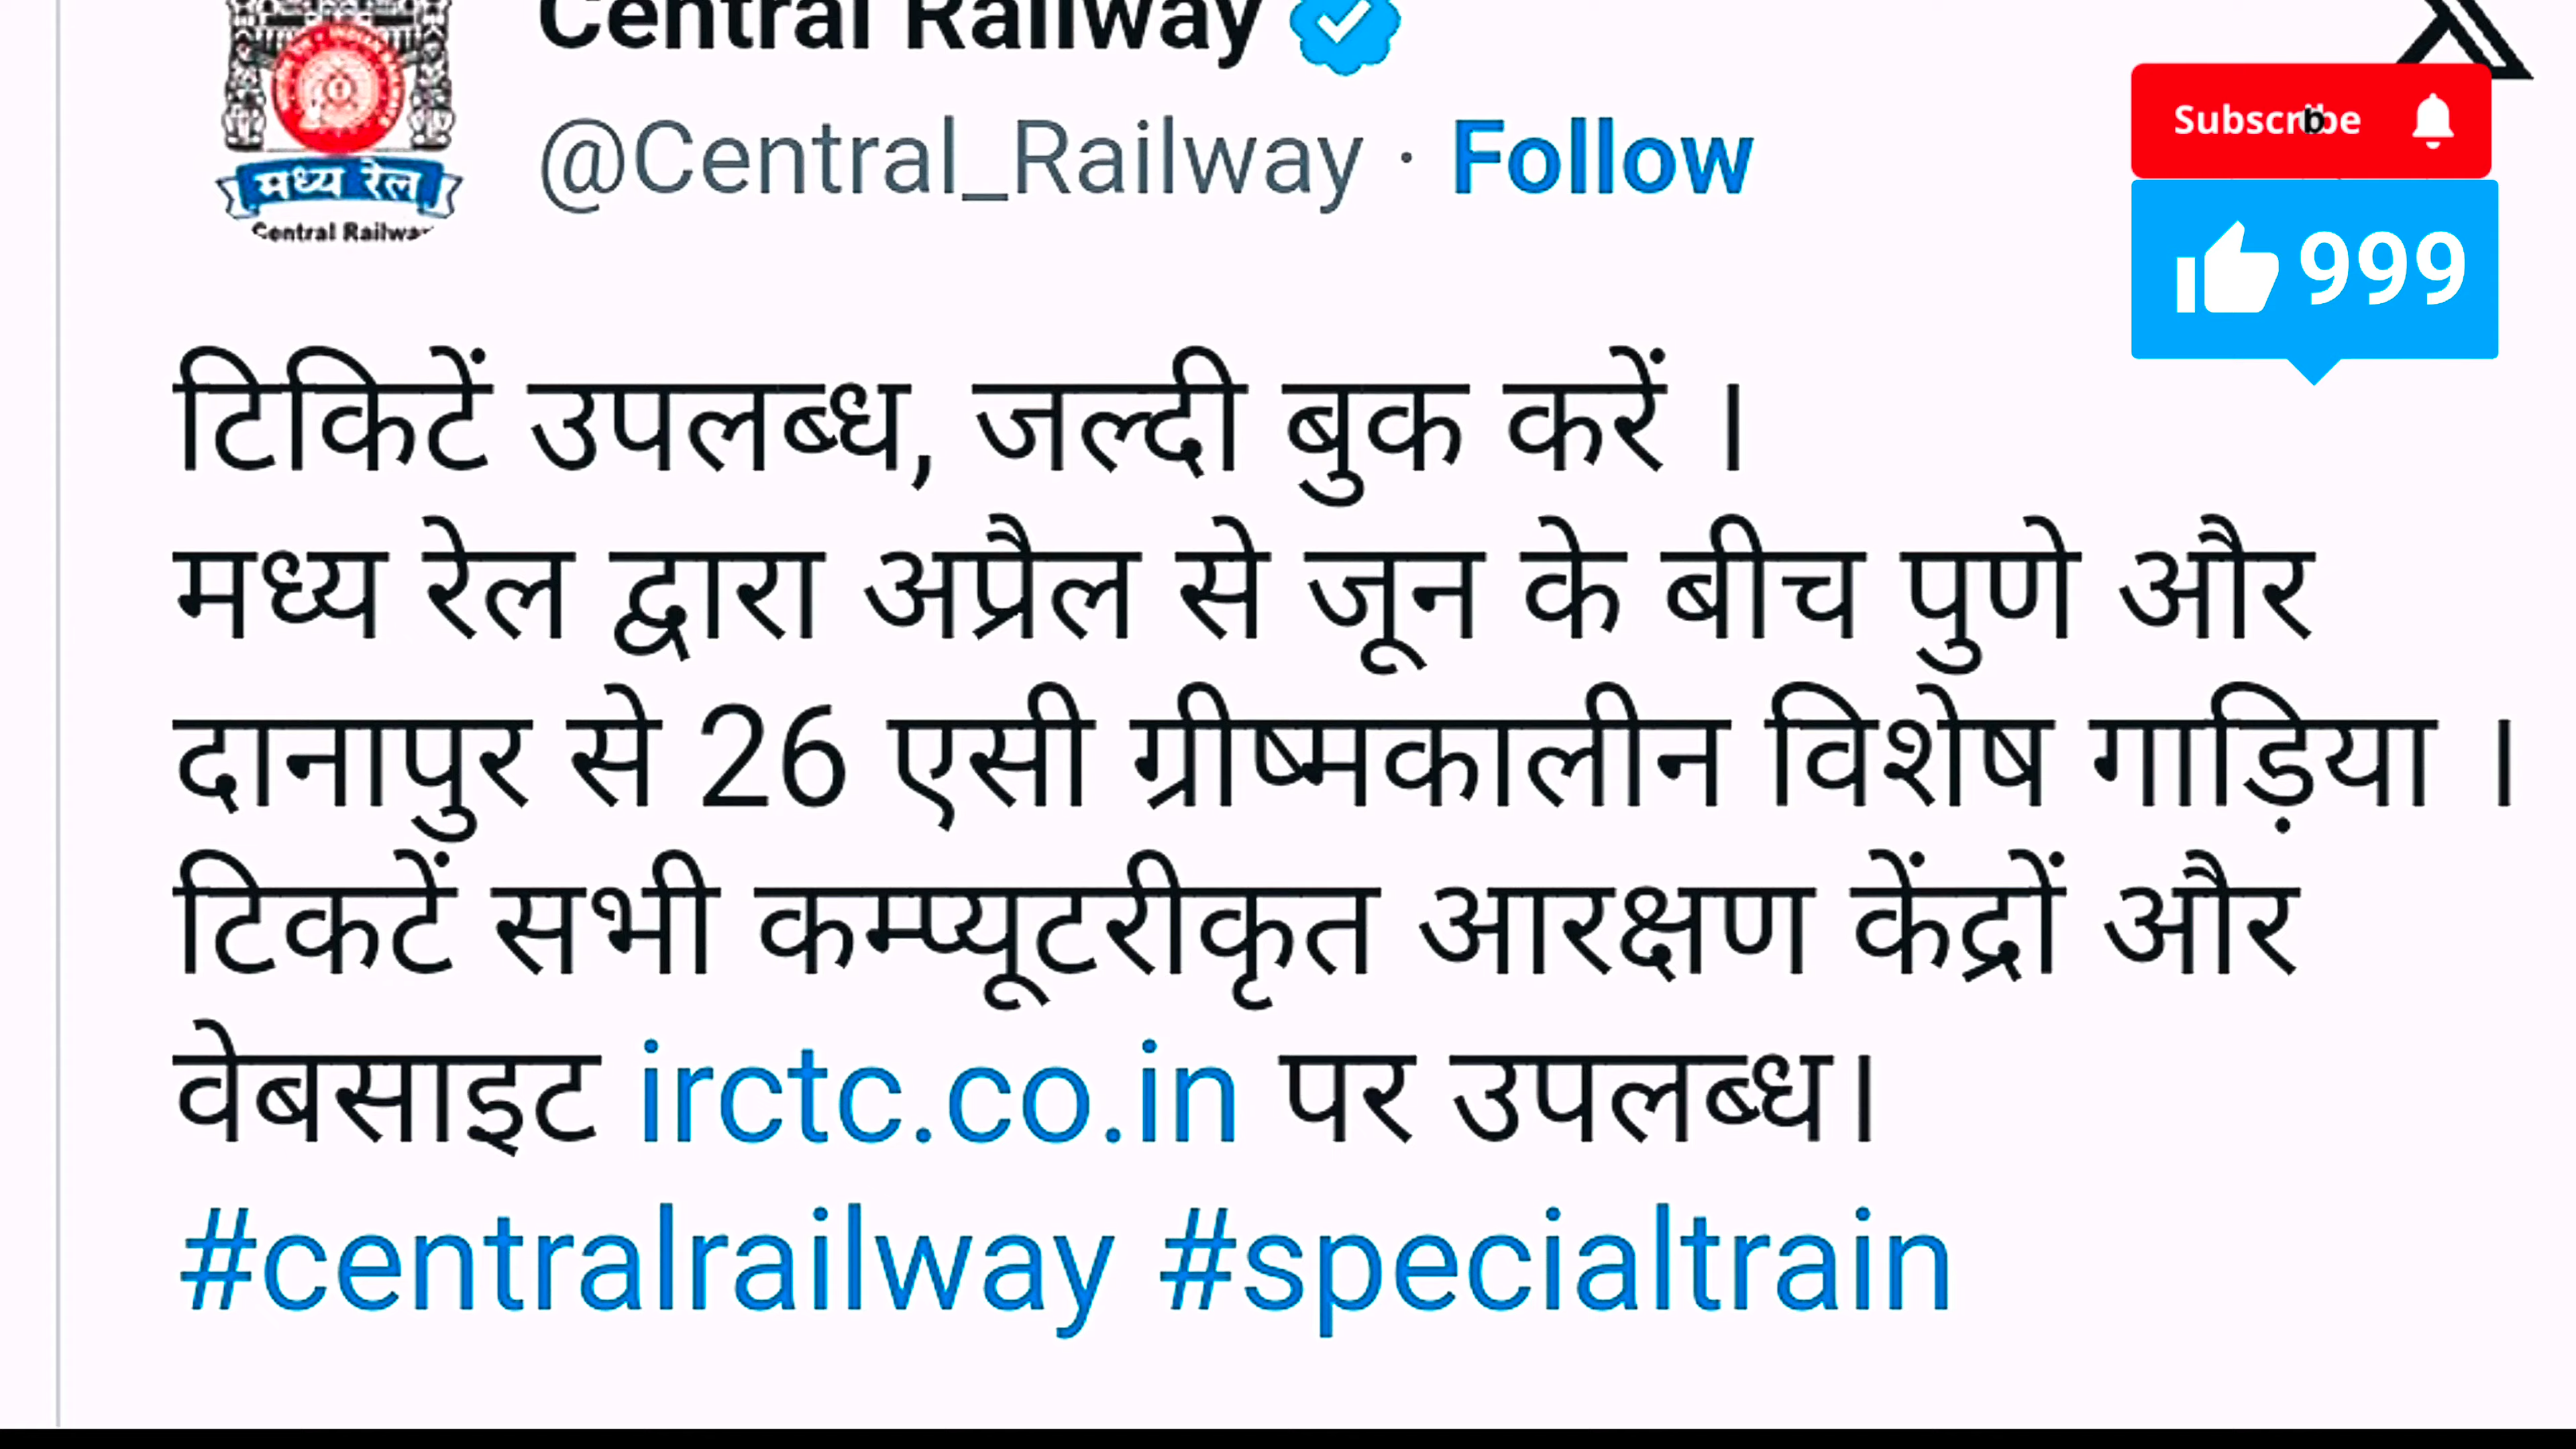 Central Railway
@Central_Railway · Follow
मध्य रेल
Central Railway
Subscribe
999
टिकिटें उपलब्ध, जल्दी बुक करें ।
मध्य रेल द्वारा अप्रैल से जून के बीच पुणे और
दानापुर से 26 एसी ग्रीष्मकालीन विशेष गाड़िया ।
टिकटें सभी कम्प्यूटरीकृत आरक्षण केंद्रों और
वेबसाइट irctc.co.in पर उपलब्ध।
#centralrailway #specialtrain